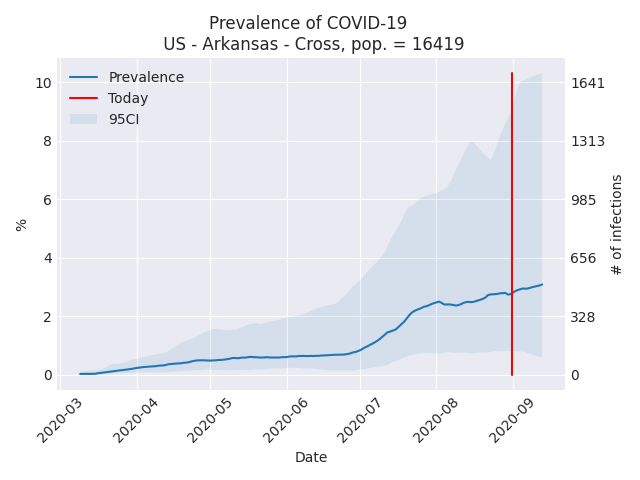 Prevalence of COVID-19
US - Arkansas - Cross, pop. = 16419
Prevalence
Today
95CI
10
8
6
4
2
0
%
1641
1313
985
656
328
0
# of infections
2020-03
2020-04
2020-05
2020-06
2020-07
2020-08
2020-09
Date